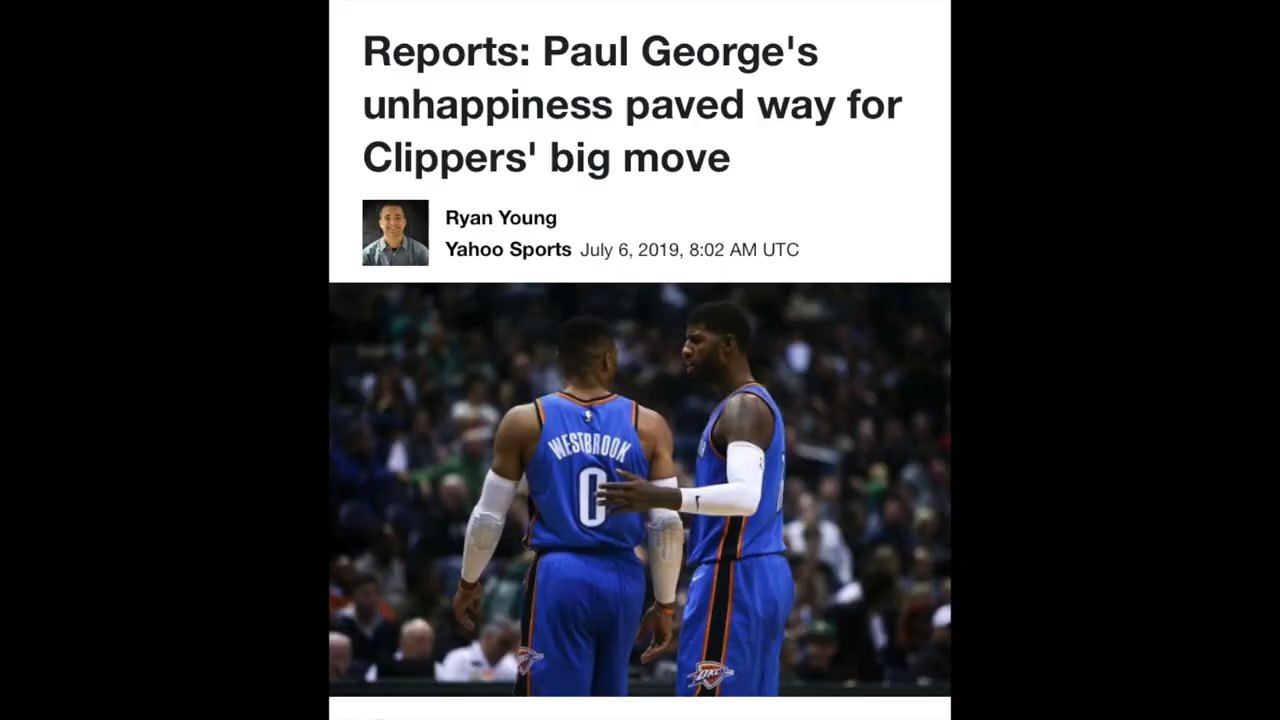 Reports: Paul George's
unhappiness paved way for
Clippers' big move
Ryan Young
Yahoo Sports July 6, 2019, 8:02 AM UTC
WESTBROOK
0
OKC